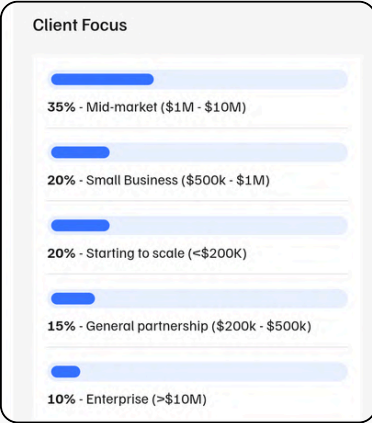 Client Focus
35% - Mid-market ($1M - $10M)
20% - Small Business ($500k - $1M)
20% - Starting to scale (<$200K)
15% - General partnership ($200k - $500k)
10% - Enterprise (>$10M)